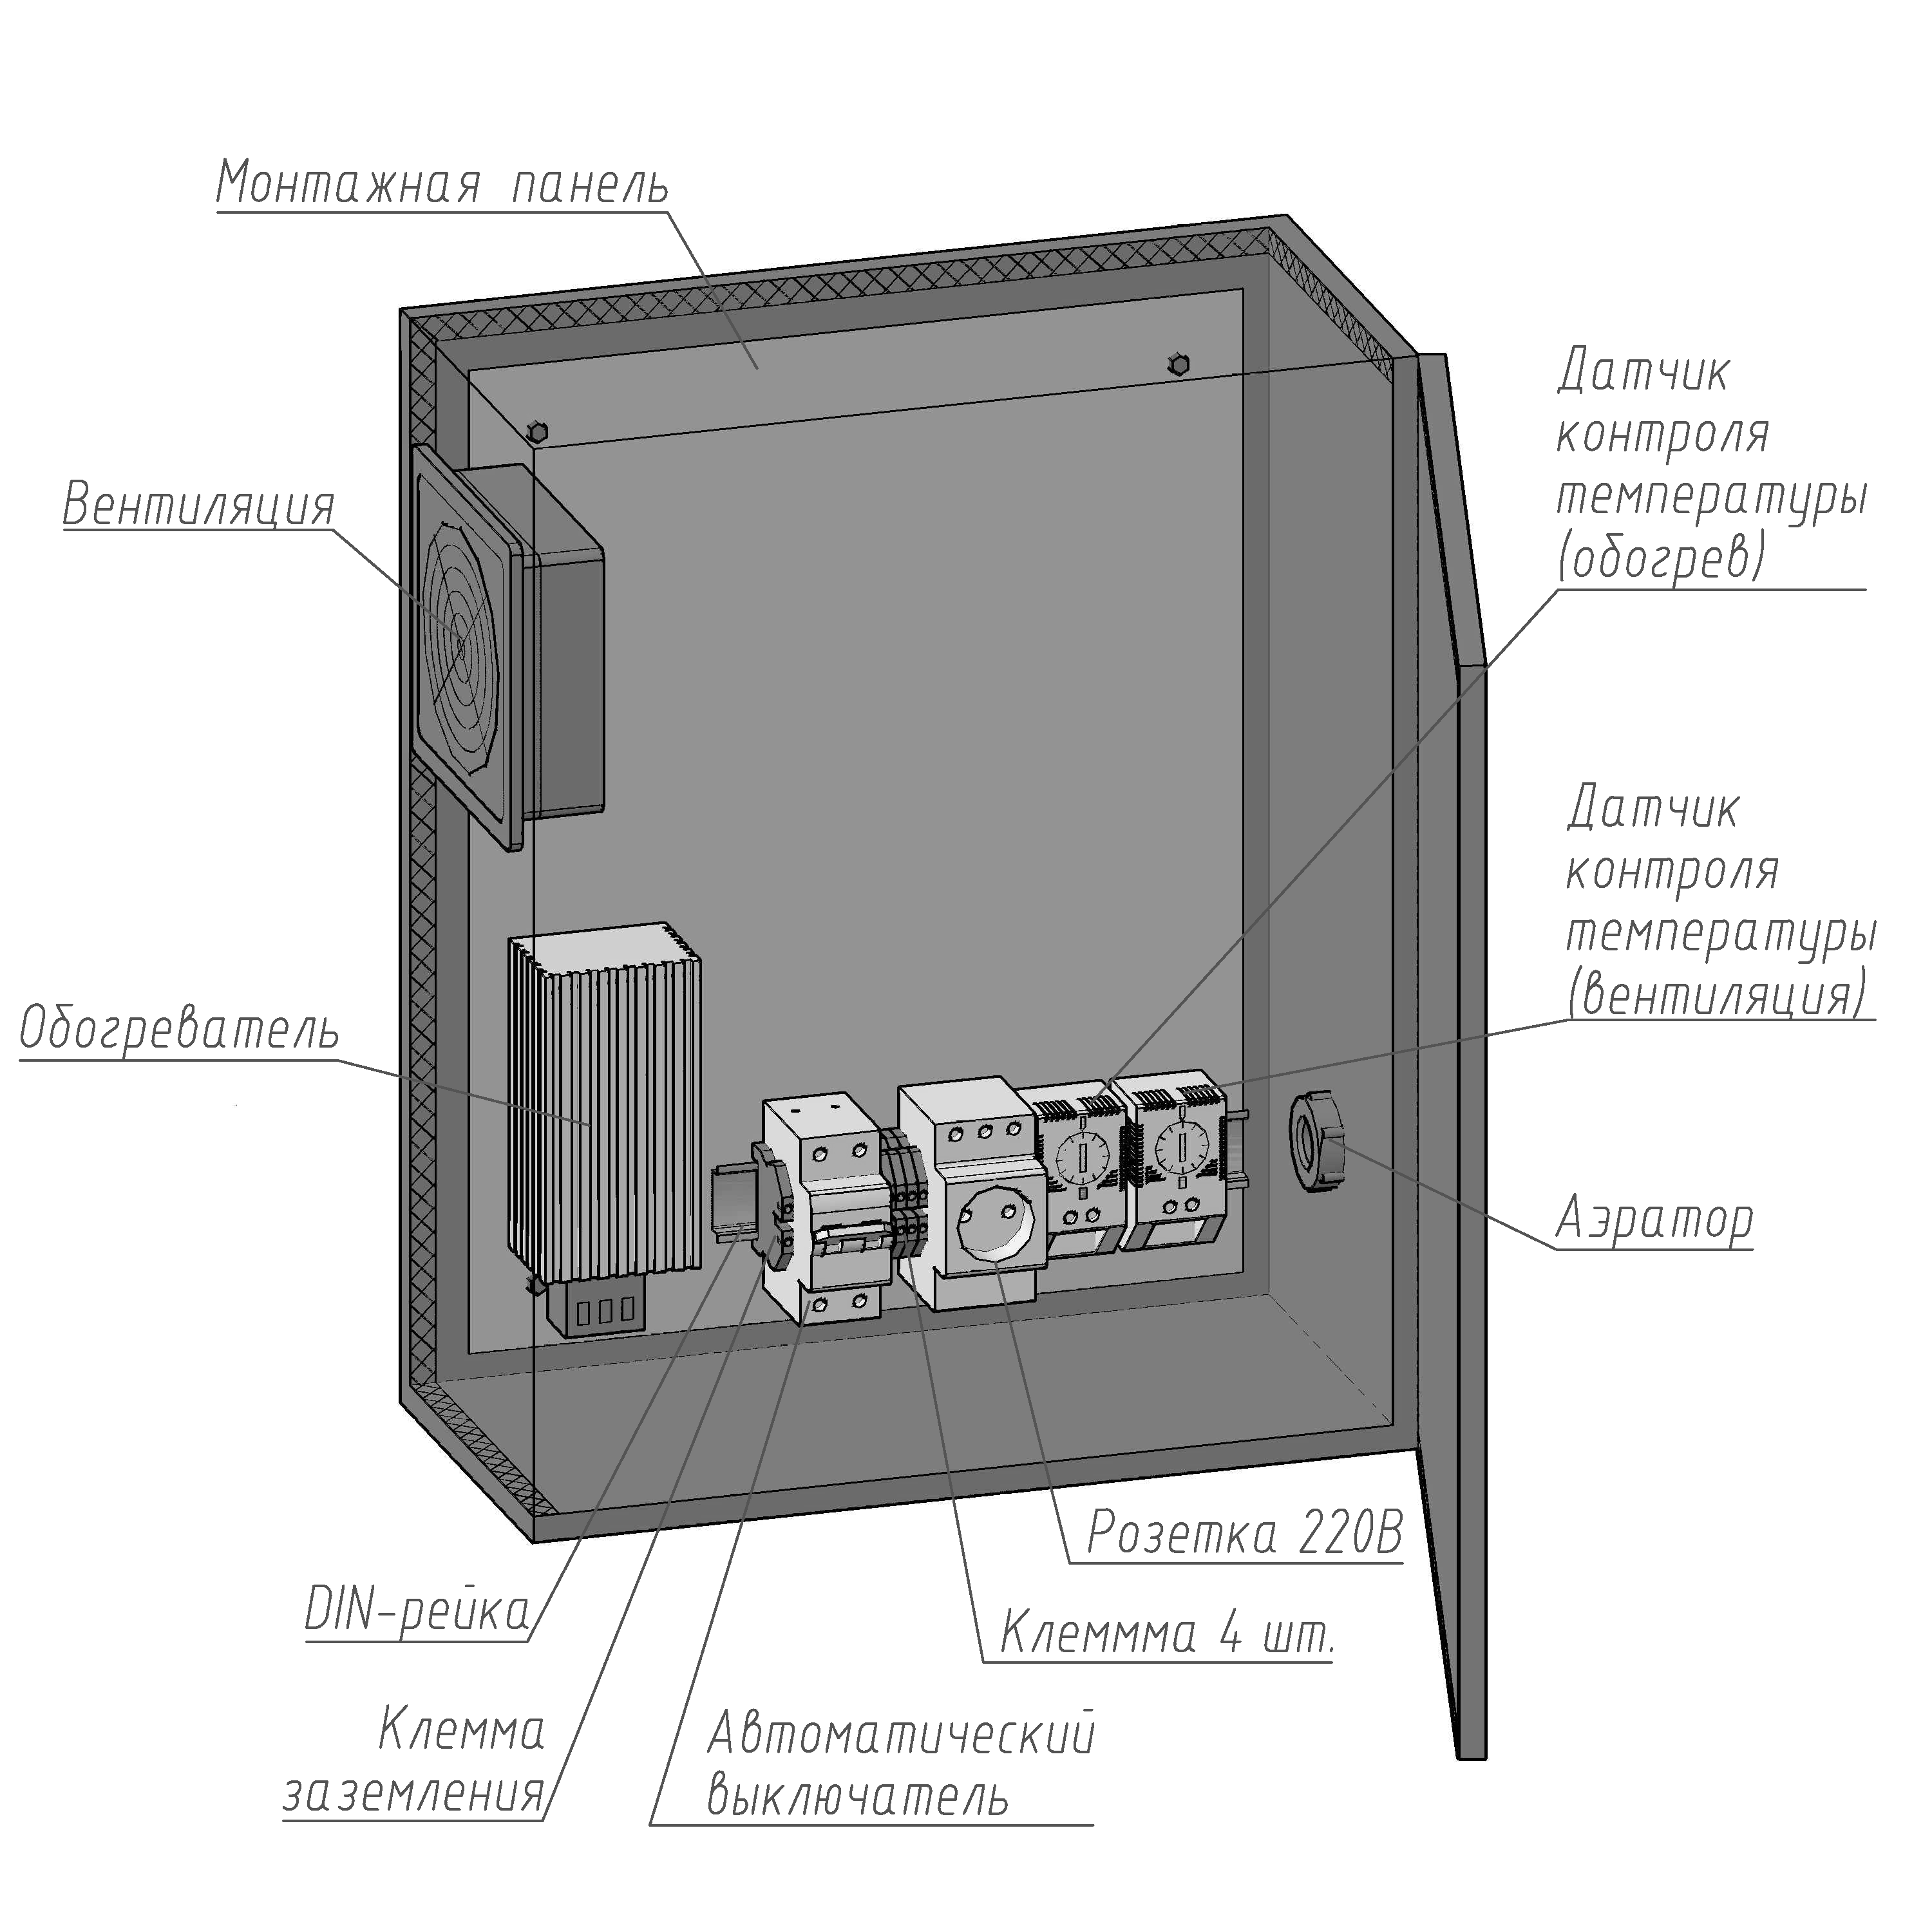 Монтажная панель
Датчик
контроля
температуры
(обогрев)
Вентиляция
Датчик
контроля
температуры
(вентиляция)
Обогреватель
Аэратор
Розетка 220В
DIN-рейка
Клеммма 4 шт.
Клемма
заземления
Автоматический
выключатель